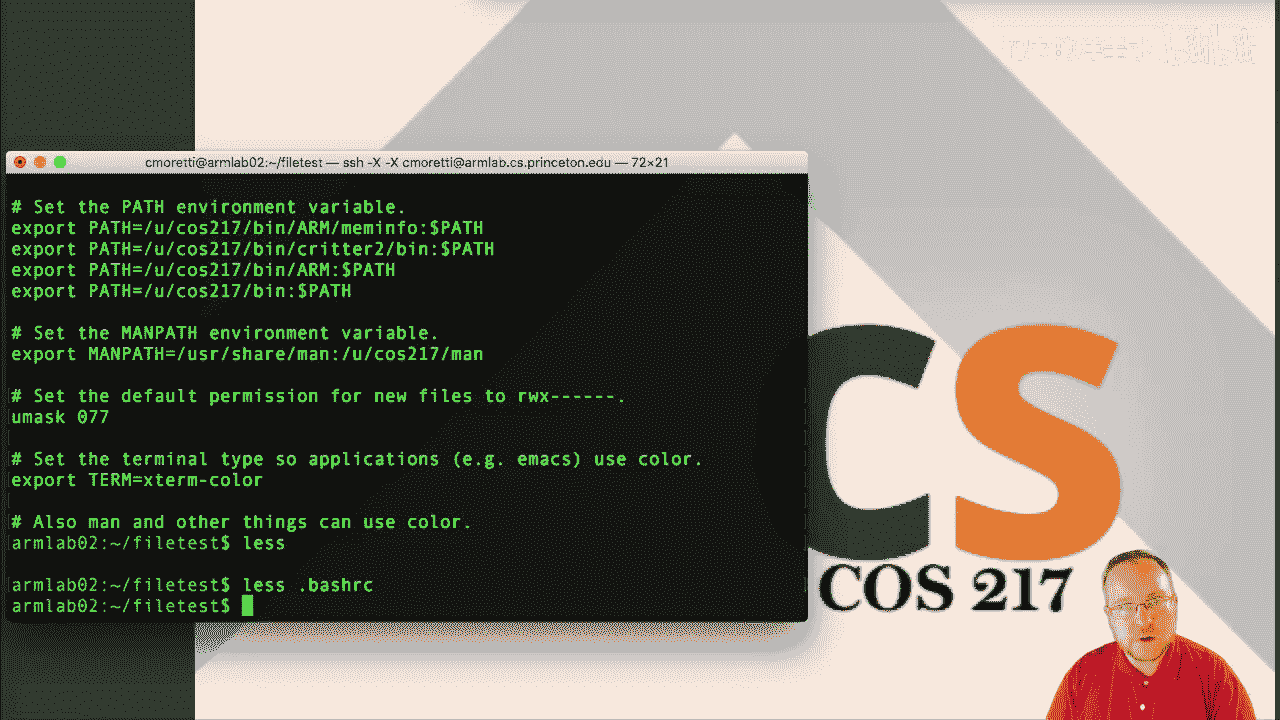 cmoretti@armlab02:~/filetest — ssh -X -X cmoretti@armlab.cs.princeton.edu — 72×21
# Set the PATH environment variable.
export PATH=/u/cos217/bin/ARM/meminfo:$PATH
export PATH=/u/cos217/bin/critter2/bin:$PATH
export PATH=/u/cos217/bin/ARM:$PATH
export PATH=/u/cos217/bin:$PATH
# Set the MANPATH environment variable.
export MANPATH=/usr/share/man:/u/cos217/man
# Set the default permission for new files to rwx------.
umask 077
# Set the terminal type so applications (e.g. emacs) use color.
export TERM=xterm-color
# Also man and other things can use color.
armlab02:~/filetest$ less
armlab02:~/filetest$ less .bashrc
armlab02:~/filetest$
CS
COS 217